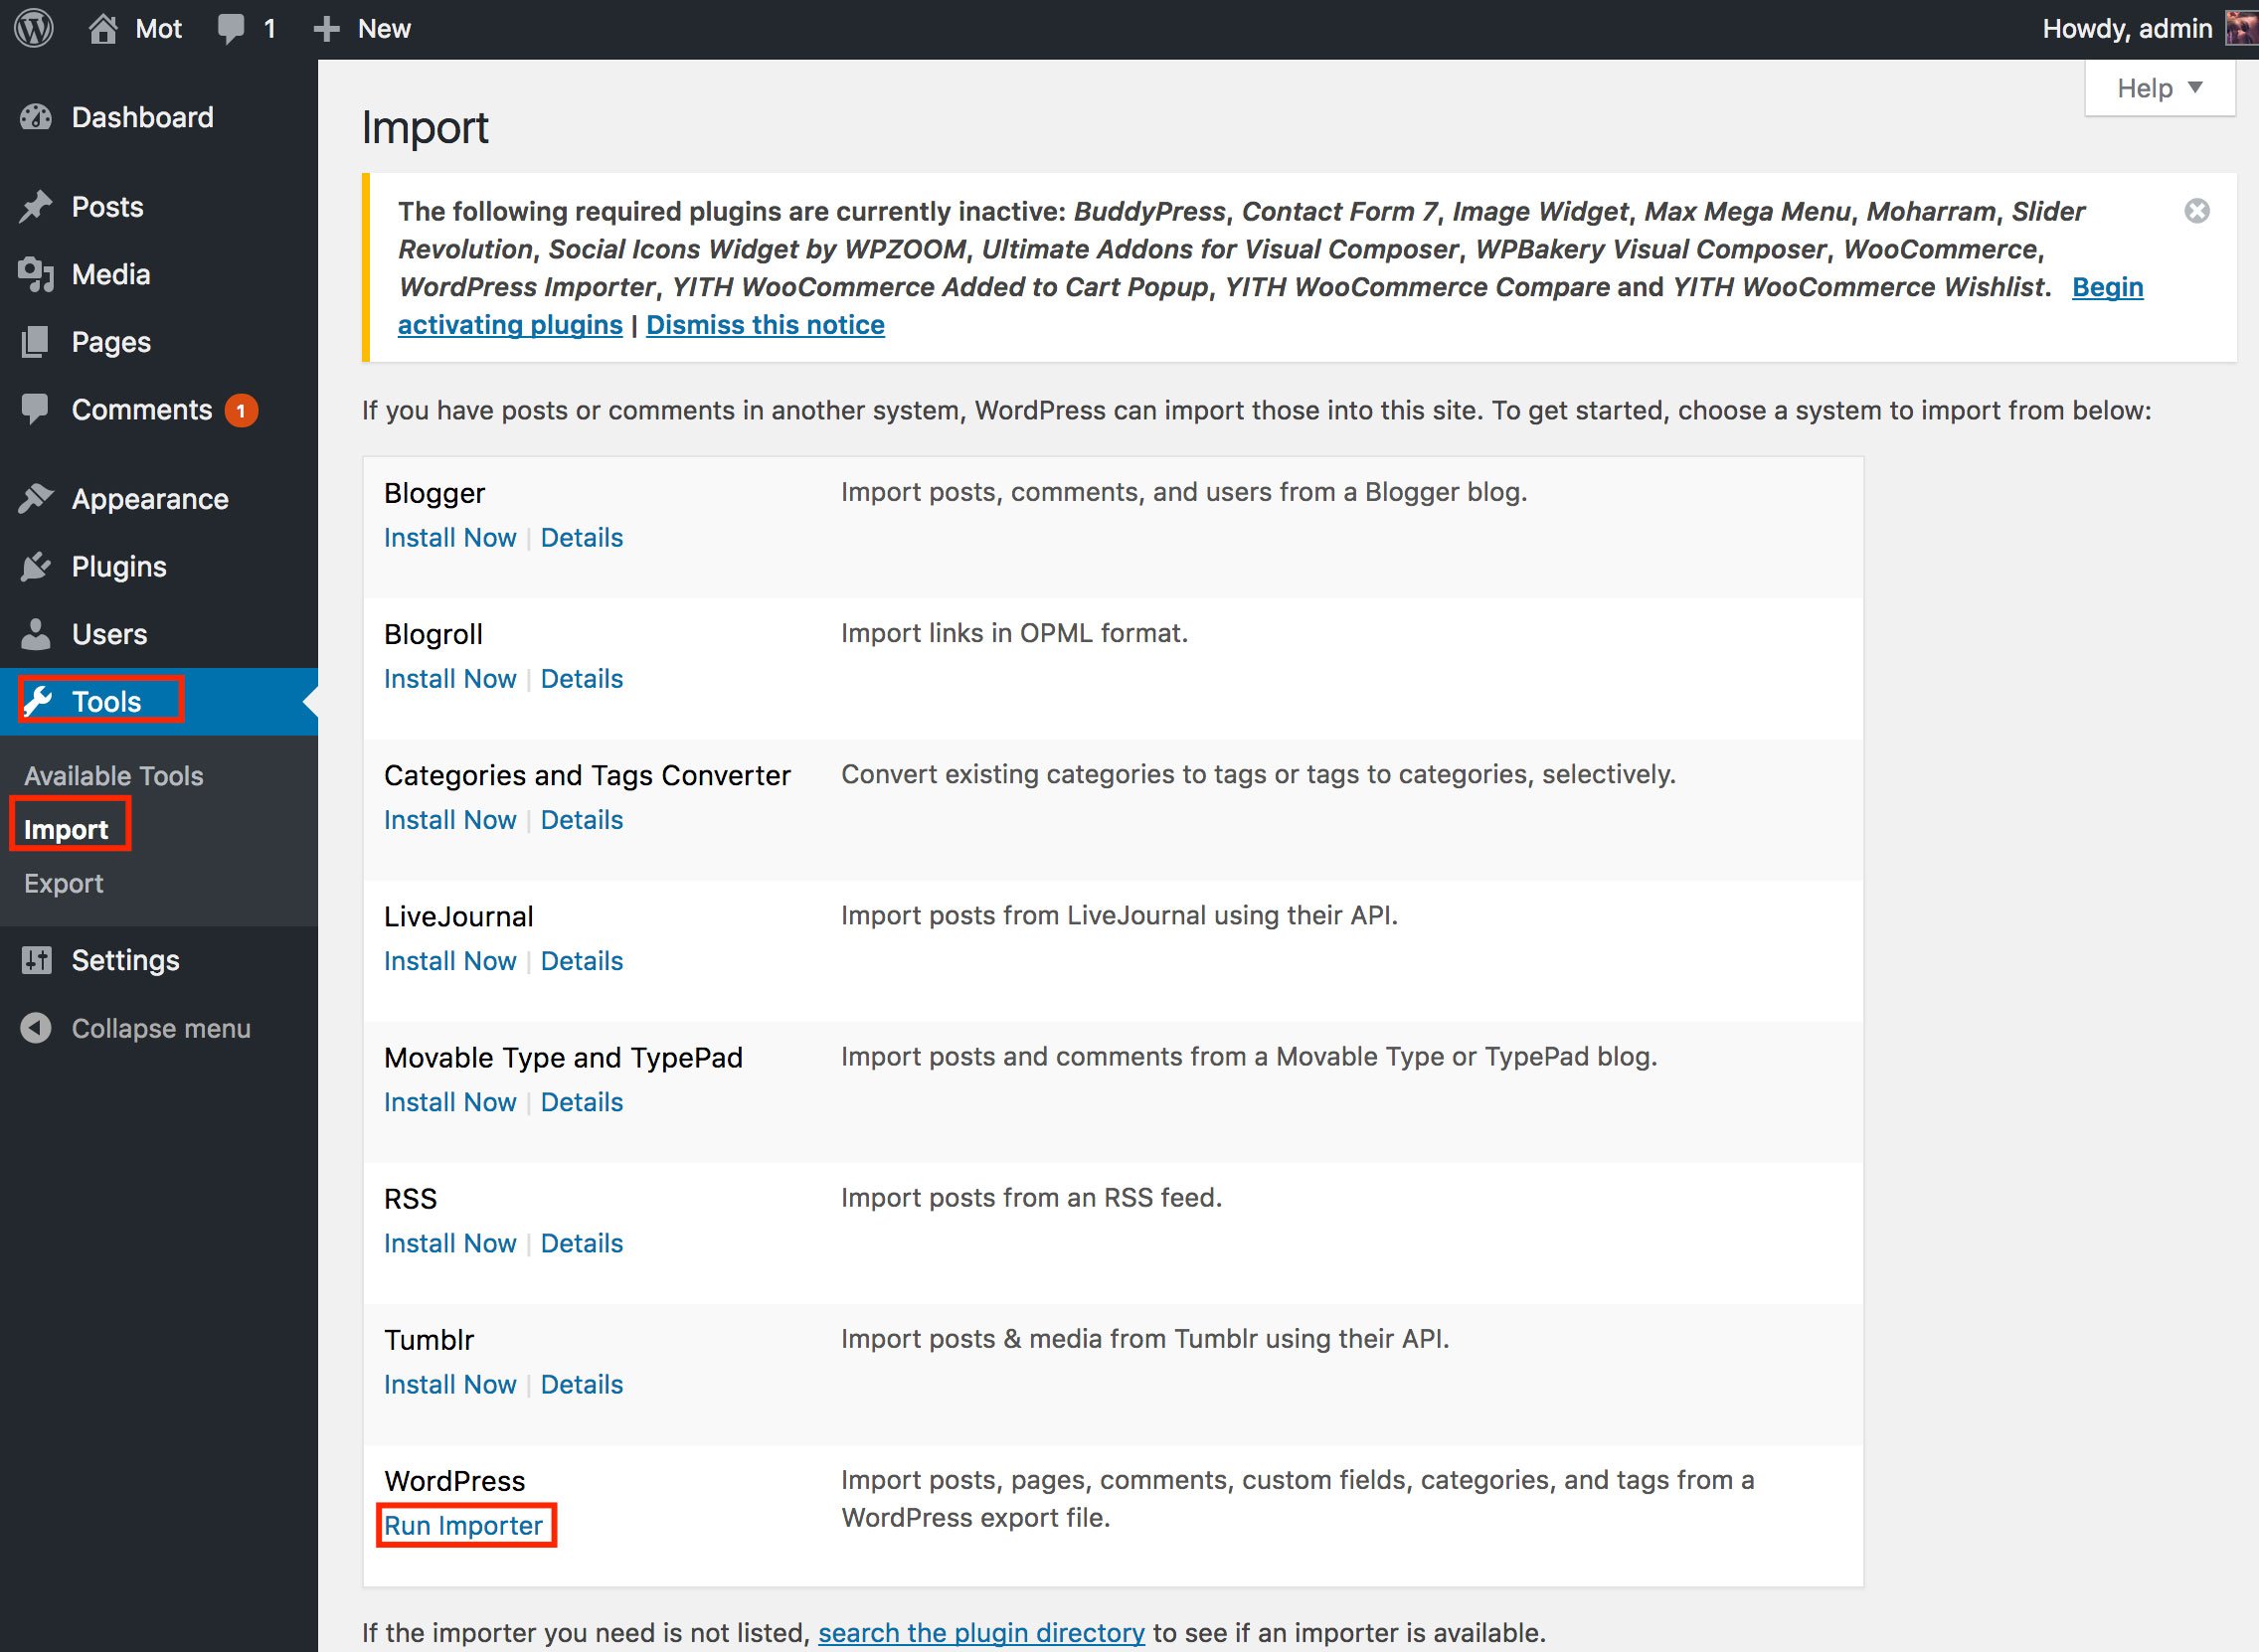 Mot 1 New Howdy, admin
Help
Dashboard
Posts
Media
Pages
Comments 1
Appearance
Plugins
Users
Tools
Available Tools
Import
Export
Settings
Collapse menu
Import
The following required plugins are currently inactive: BuddyPress, Contact Form 7, Image Widget, Max Mega Menu, Moharram, Slider
Revolution, Social Icons Widget by WPZOOM, Ultimate Addons for Visual Composer, WPBakery Visual Composer, WooCommerce,
WordPress Importer, YITH WooCommerce Added to Cart Popup, YITH WooCommerce Compare and YITH WooCommerce Wishlist. Begin
activating plugins | Dismiss this notice
If you have posts or comments in another system, WordPress can import those into this site. To get started, choose a system to import from below:
Blogger
Import posts, comments, and users from a Blogger blog.
Install Now | Details
Blogroll
Import links in OPML format.
Install Now | Details
Categories and Tags Converter
Convert existing categories to tags or tags to categories, selectively.
Install Now | Details
LiveJournal
Import posts from LiveJournal using their API.
Install Now | Details
Movable Type and TypePad
Import posts and comments from a Movable Type or TypePad blog.
Install Now | Details
RSS
Import posts from an RSS feed.
Install Now | Details
Tumblr
Import posts & media from Tumblr using their API.
Install Now | Details
WordPress
Import posts, pages, comments, custom fields, categories, and tags from a
WordPress export file.
Run Importer
If the importer you need is not listed, search the plugin directory to see if an importer is available.